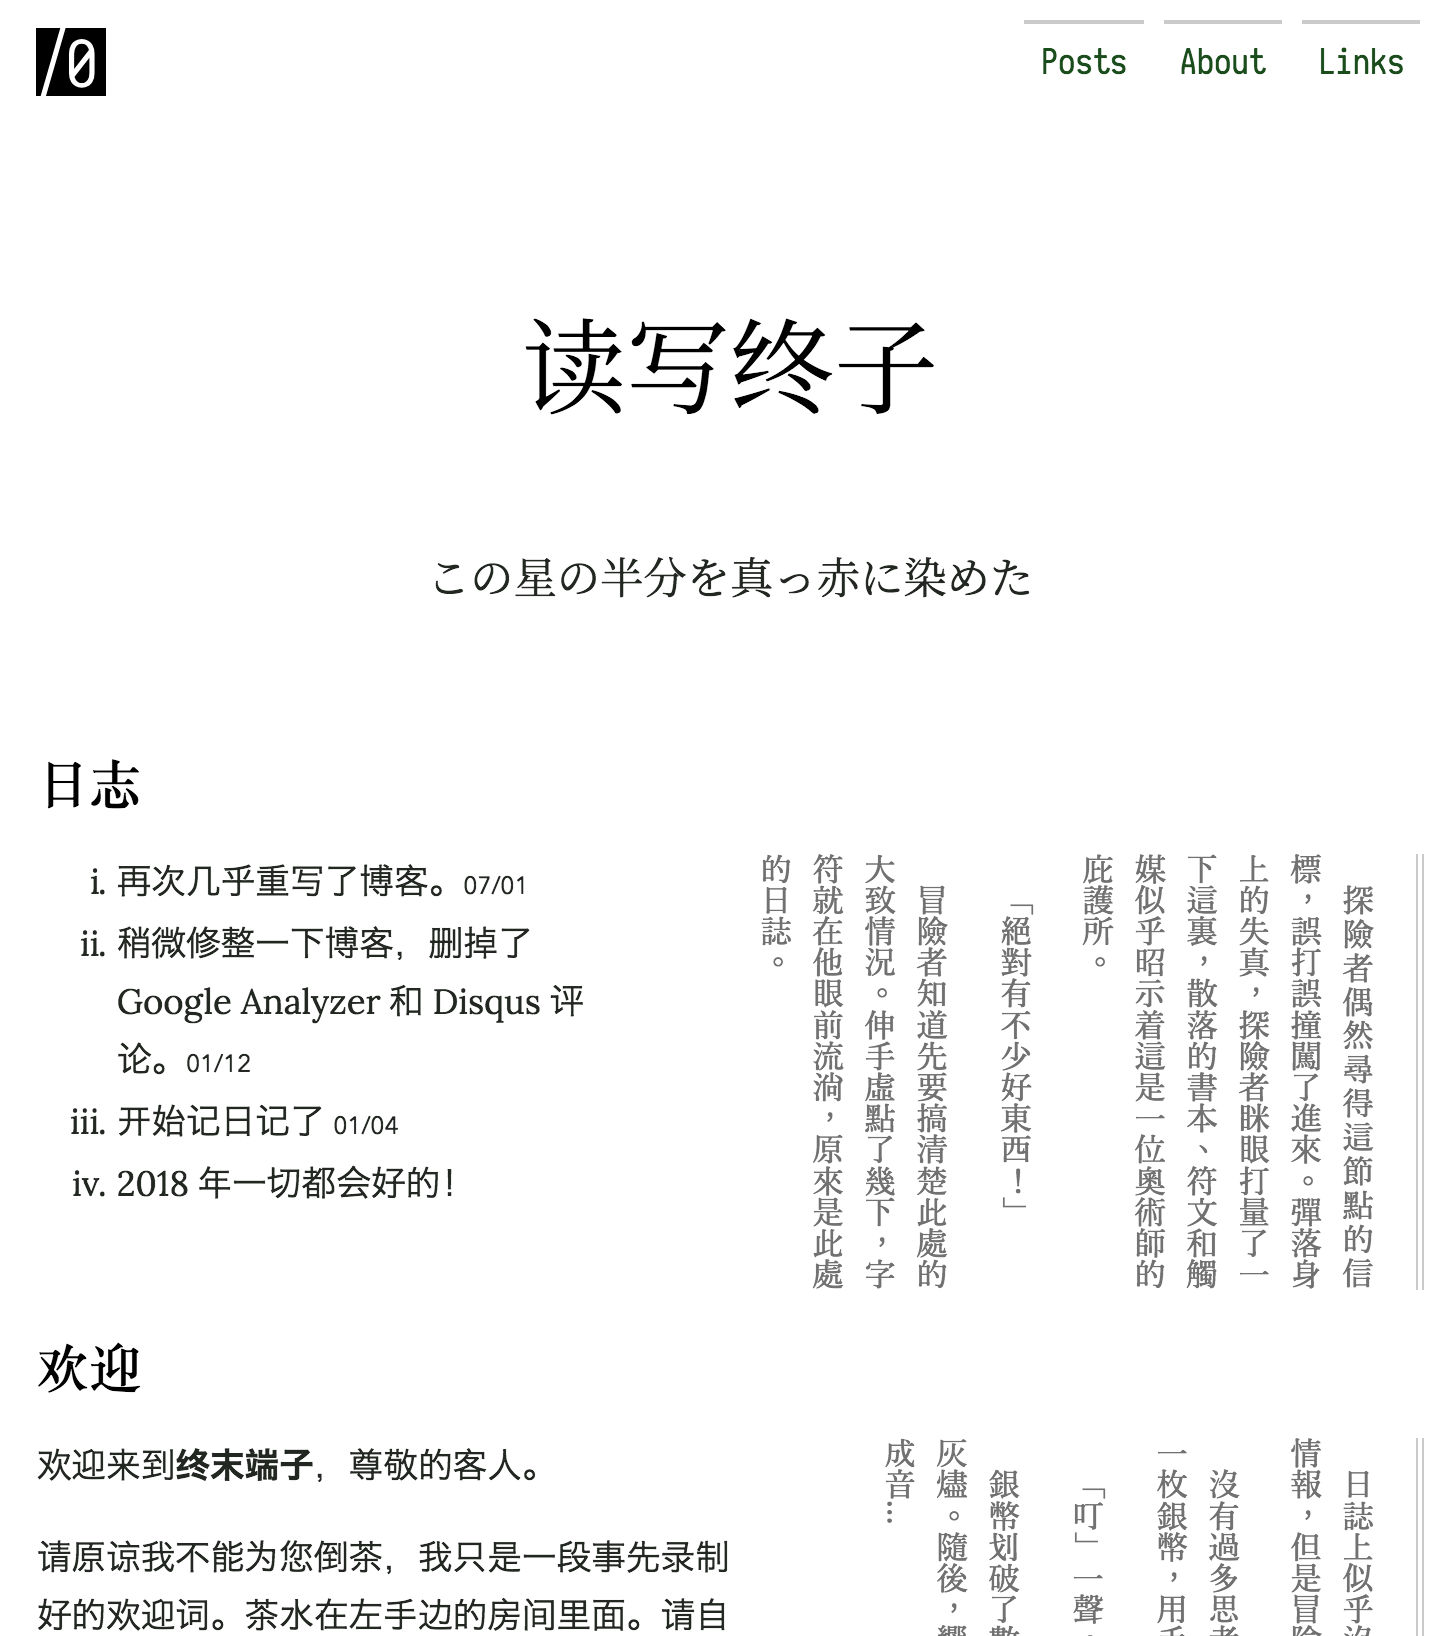 /0
Posts About Links
读写终子
この星の半分を真っ赤に染めた
日志
i. 再次几乎重写了博客。07/01
ii. 稍微修整一下博客，删掉了
Google Analyzer 和 Disqus 评
论。01/12
iii. 开始记日记了 01/04
iv. 2018 年一切都会好的！
探險者偶然尋得這節點的信
標，誤打誤撞闖了進來。彈落身
上的失真，探險者眯眼打量了一
下這裏，散落的書本、符文和觸
媒似乎昭示着這是一位奧術師的
庇護所。
「絕對有不少好東西！」
冒險者知道先要搞清楚此處的
大致情況。伸手虛點了幾下，字
符就在他眼前流淌，原來是此處
的日誌。
欢迎
欢迎来到终末端子，尊敬的客人。
请原谅我不能为您倒茶，我只是一段事先录制
好的欢迎词。茶水在左手边的房间里面。请自
日誌上似乎
情報，但是冒
沒有過多思
一枚銀幣，用
「叮」一聲
銀幣划破了
灰燼。隨後，
成音…